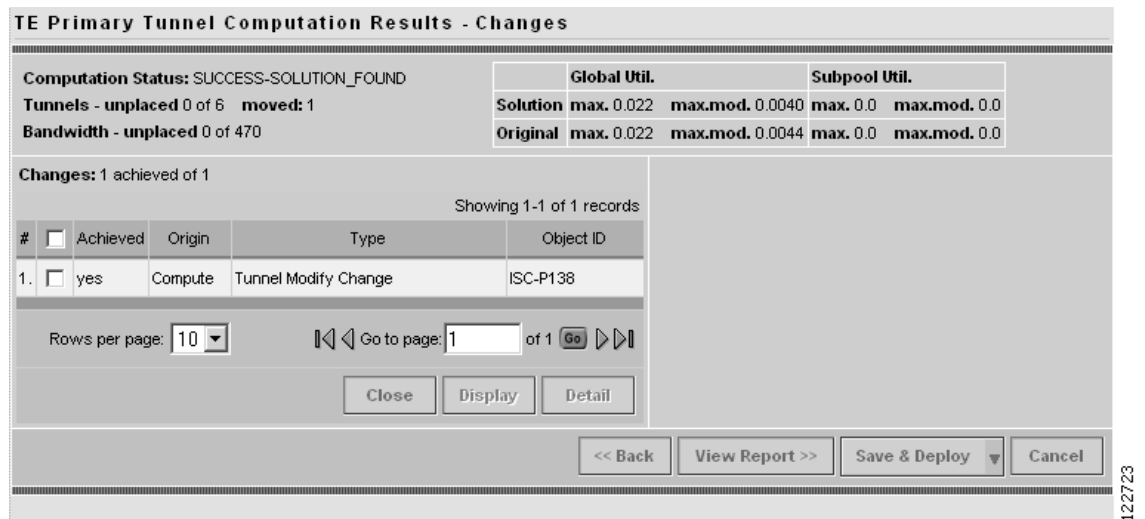 TE Primary Tunnel Computation Results - Changes
Computation Status: SUCCESS-SOLUTION_FOUND
Tunnels - unplaced 0 of 6 moved: 1
Bandwidth - unplaced 0 of 470
Global Util. Subpool Util.
Solution max. 0.022 max.mod. 0.0040 max. 0.0 max.mod. 0.0
Original max. 0.022 max.mod. 0.0044 max. 0.0 max.mod. 0.0
Changes: 1 achieved of 1
Showing 1-1 of 1 records
# Achieved Origin Type Object ID
1. yes Compute Tunnel Modify Change ISC-P138
Rows per page: 10 Go to page: 1 of 1 Go
Close Display Detail
<< Back View Report >> Save & Deploy Cancel
122723